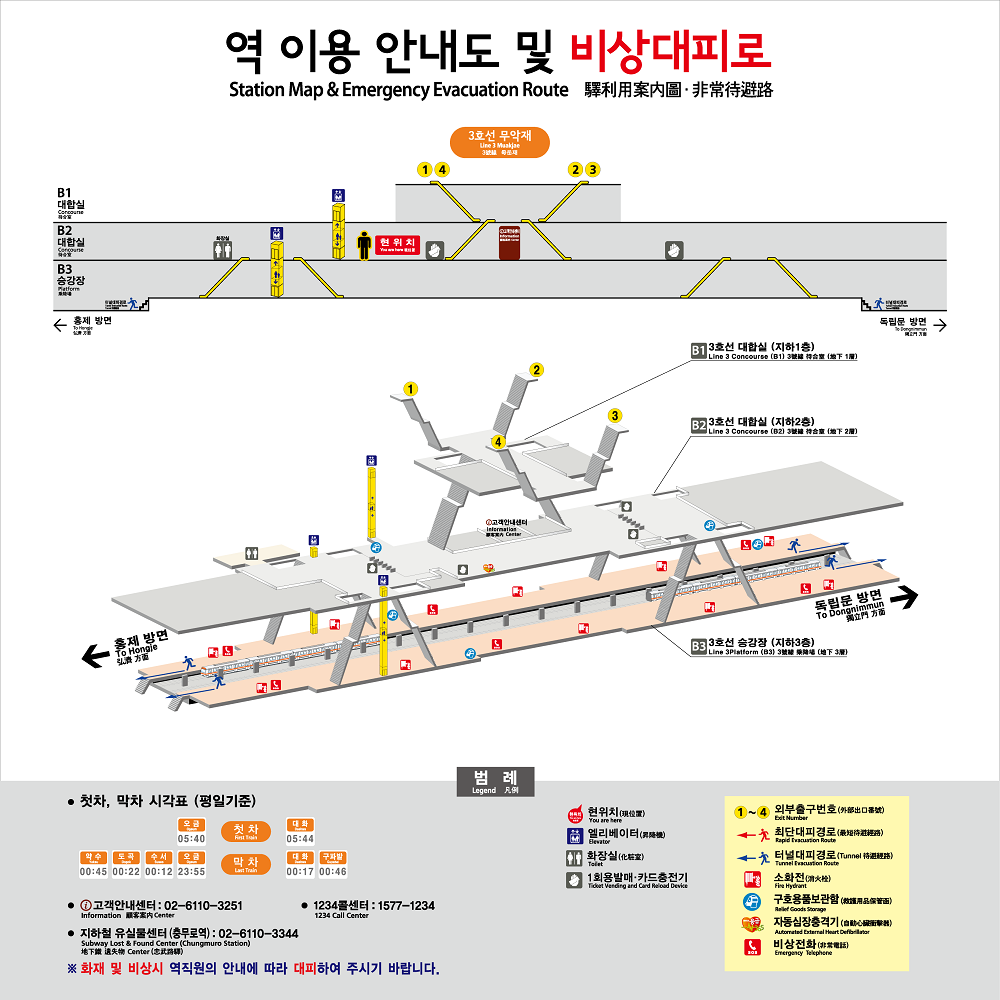 역 이용 안내도 및 비상대피로
Station Map & Emergency Evacuation Route 驛利用案内圖·非常待避路
3호선 무악재
Line 3 Muakjae
1 4
2 3
B1
대합실
Concourse
待合室
B2
대합실
Concourse
待合室
화장실
현 위 치
You are here 現位置
Information
B3
승강장
Platform
乘降場
터널대피경로
터널대피경로
홍제 방면
To Hongje
弘濟 方面
독립문 방면
To Dongnimmun
獨立門 方面
B1 3호선 대합실 (지하1층)
Line 3 Concourse (B1) 3號線 待合室 (地下 1層)
1
2
3
4
B2 3호선 대합실 (지하2층)
Line 3 Concourse (B2) 3號線 待合室 (地下 2層)
고객안내센터
Information
顧客案内 Center
홍제 방면
To Hongje
弘濟 方面
독립문 방면
To Dongnimmun
獨立門 方面
B3 3호선 승강장 (지하3층)
Line 3Platform (B3) 3號線 乘降場 (地下 3層)
범 례
Legend 凡例
• 첫차, 막차 시각표 (평일기준)
오금 첫 차 대화
First Train
05:40 05:44
약수 도곡 수서 오금 막 차 대화 구파발
Last Train
00:45 00:22 00:12 23:55 00:17 00:46
• 고객안내센터 : 02-6110-3251
Information 顧客案内 Center
• 1234콜센터 : 1577-1234
1234 Call Center
• 지하철 유실물센터 (충무로역) : 02-6110-3344
Subway Lost & Found Center (Chungmuro Station)
地下鐵 遺失物 Center (忠武路驛)
※ 화재 및 비상시 역직원의 안내에 따라 대피하여 주시기 바랍니다.
현위치(現位置)
You are here
엘리베이터(昇降機)
Elevator
화장실(化粧室)
Toilet
1회용발매·카드충전기
Ticket Vending and Card Reload Device
1 ~ 4 외부출구번호(外部出口番號)
Exit Number
최단대피경로(最短待避經路)
Rapid Evacuation Route
터널대피경로(Tunnel 待避經路)
Tunnel Evacuation Route
소화전(消火栓)
Fire Hydrant
구호용품보관함(救護用品保管函)
Relief Goods Storage
자동심장충격기(自動心臟衝擊器)
Automated External Heart Defibrillator
비상전화(非常電話)
Emergency Telephone